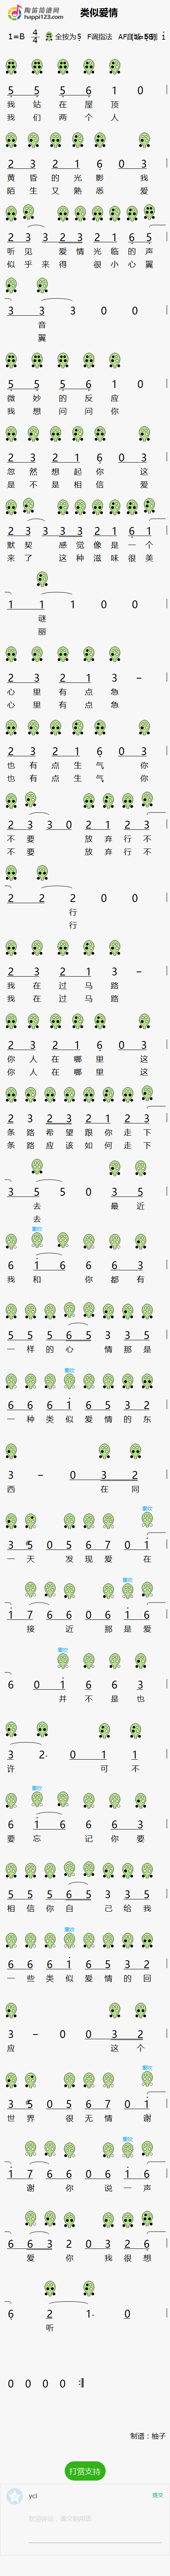 陶笛简谱网
happi123.com
类似爱情
1=B 4/4 全按为5 F调指法
5 5 5 6 1 0
我 姑 在 屋 顶
我 们 两 个 人
2 3 2 1 6 0 3
黄 昏 的 光 影 我
陌 生 又 熟 悉 爱
2 3 3 2 3 2 1 6 5
听 见 爱 情 光 临 的 声
似 乎 来 得 很 小 心 翼
3 3 3 0 0
音
翼
5 5 5 6 1 0
微 妙 的 反 应
我 想 问 问 你
2 3 2 1 6 0 3
忽 然 想 起 你 这
是 不 是 相 信 爱
2 3 3 3 3 2 1 6 1
默 契 感 觉 像 是 一 个
来 了 这 种 滋 味 很 美
1 1 1 0 0
谜
丽
2 3 2 1 3 –
心 里 有 点 急
心 里 有 点 急
2 3 2 1 6 0 3
也 有 点 生 气 你
也 有 点 生 气 你
2 3 3 0 2 1 2 3
不 要 放 弃 行 不
不 要 放 弃 行 不
2 2 2 0 0
行
行
2 3 2 1 3 –
我 在 过 马 路
我 在 过 马 路
2 3 2 1 6 0 3
你 人 在 哪 里 这
你 人 在 哪 里 这
2 3 2 3 2 1 2 3
条 路 希 望 跟 你 走 下
条 路 应 该 如 何 走 下
3 5 5 0 3 5
去 最 近
去
重吹
6 1 6 6 6 3
我 和 你 都 有
5 5 5 6 5 3 3 5
一 样 的 心 情 那 是
重吹
6 6 6 1 6 5 3 2
一 种 类 似 爱 情 的 东
3 – 0 3 2
西 在 同
重吹
3 5 0 5 6 7 0 1
一 天 发 现 爱 在
重吹
1 7 6 6 0 6 1 6
接 近 那 是 爱
重吹
6 0 1 6 6 3
并 不 是 也
3 2· 0 1 1
许 可 不
重吹
6 1 6 6 6 3
要 忘 记 你 要
5 5 5 6 5 3 3 5
相 信 你 自 己 给 我
重吹
6 6 6 1 6 5 3 2
一 些 类 似 爱 情 的 回
3 – 0 0 3 2
应 这 个
重吹
3 5 0 5 6 7 0 1
世 界 很 无 情 谢
重吹
1 7 6 6 0 6 1 6
谢 你 说 一 声
6 6 3 2 0 3 2 2
爱 你 我 很 想
6 2 1· 0
听
0 0 0 0 :
制谱：柚子
打赏支持
ycl
提交